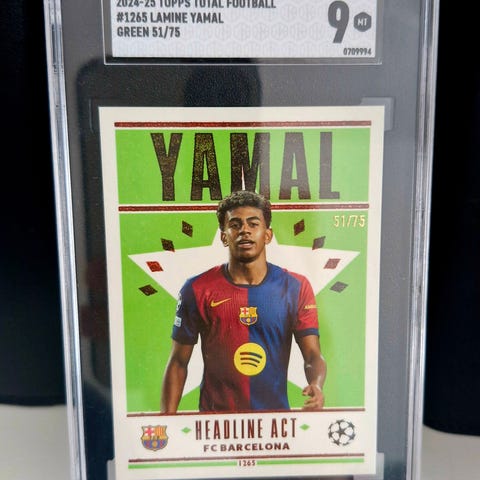 2024-25 TOPPS TOTAL FOOTBALL
#1265 LAMINE YAMAL
GREEN 51/75
9
MT
0709994
YAMAL
51/75
HEADLINE ACT
FC BARCELONA
1265